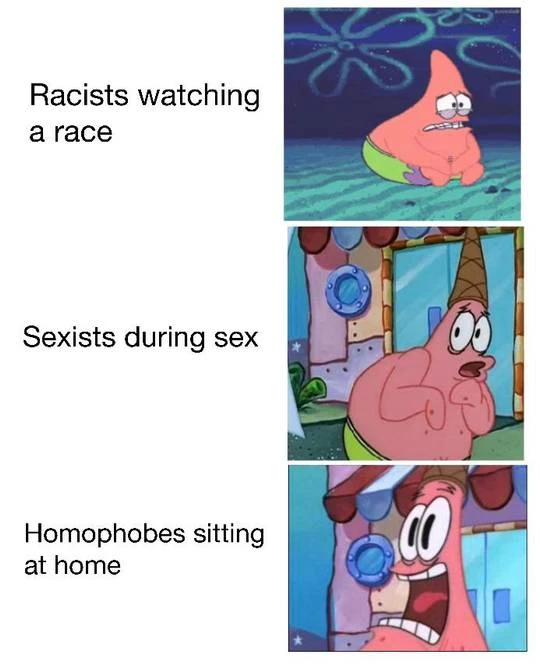 Racists watching
a race
Sexists during sex
Homophobes sitting
at home